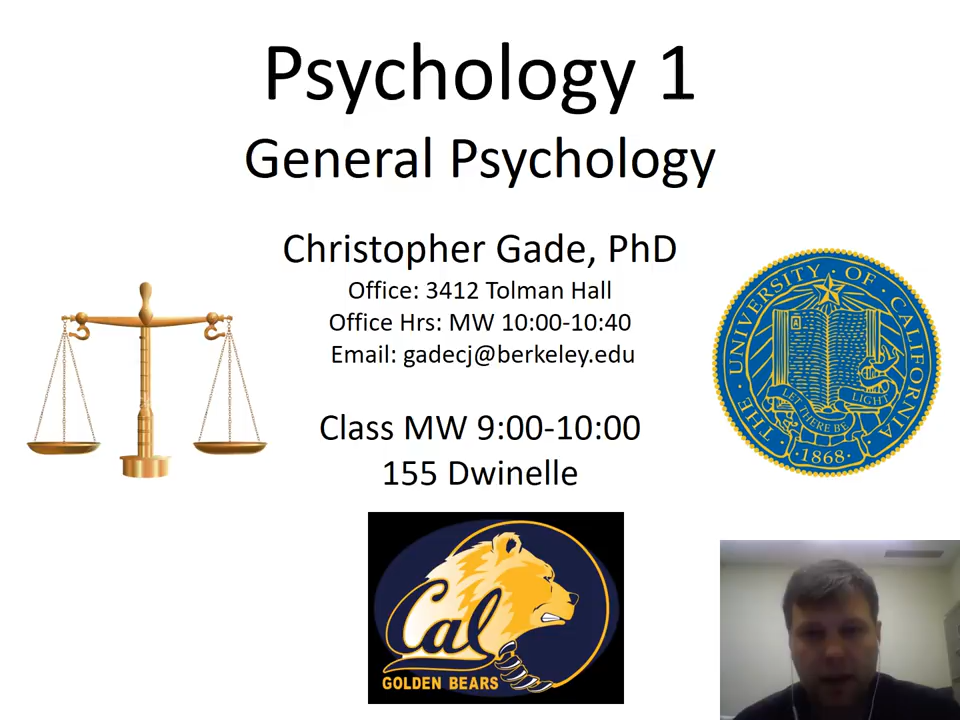 Psychology 1
General Psychology
Christopher Gade, PhD
Office: 3412 Tolman Hall
Office Hrs: MW 10:00-10:40
Email: gadecj@berkeley.edu
Class MW 9:00-10:00
155 Dwinelle
THE UNIVERSITY OF CALIFORNIA
A
LET THERE BE LIGHT
1868
Cal
GOLDEN BEARS